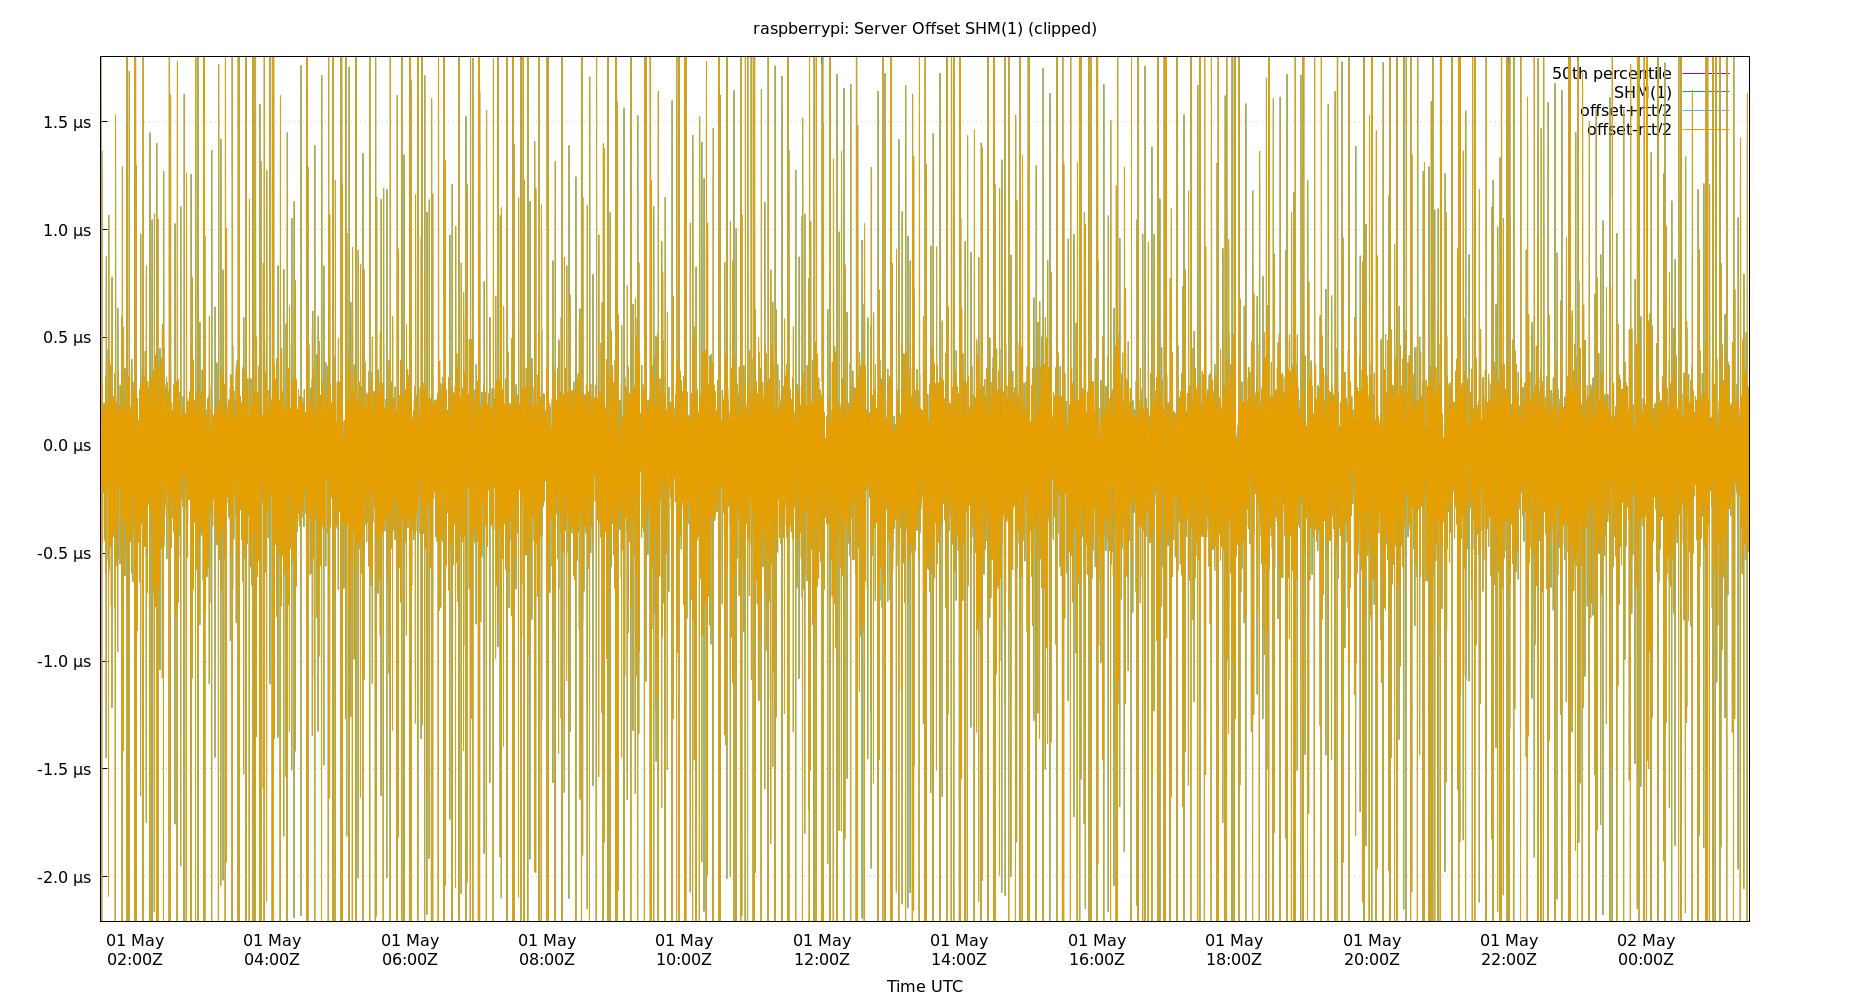 raspberrypi: Server Offset SHM(1) (clipped)
50th percentile
SHM(1)
offset+rtt/2
offset-rtt/2
1.5 µs
1.0 µs
0.5 µs
0.0 µs
-0.5 µs
-1.0 µs
-1.5 µs
-2.0 µs
01 May 01 May 01 May 01 May 01 May 01 May 01 May 01 May 01 May 01 May 01 May 02 May
02:00Z 04:00Z 06:00Z 08:00Z 10:00Z 12:00Z 14:00Z 16:00Z 18:00Z 20:00Z 22:00Z 00:00Z
Time UTC